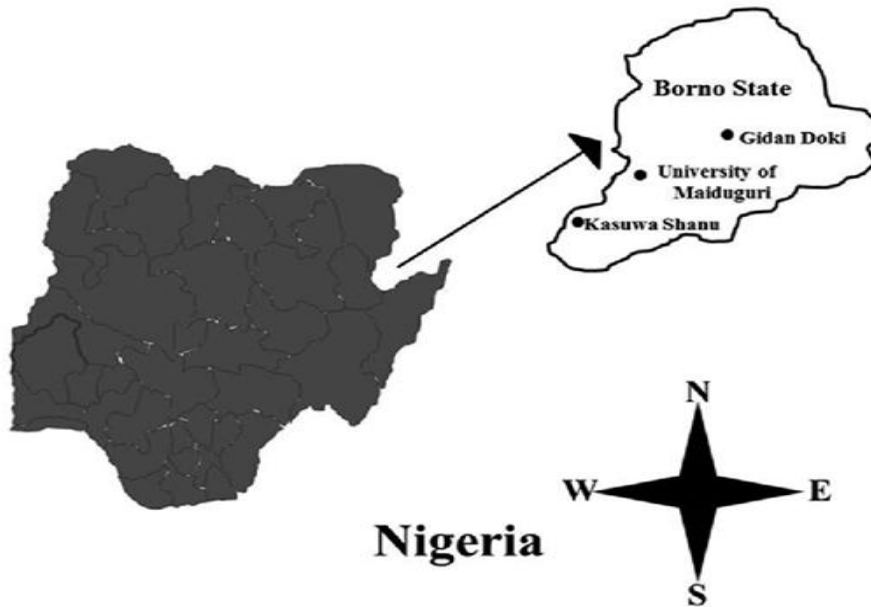 Borno State
Gidan Doki
University of
Maiduguri
Kasuwa Shanu
N
W
E
S
Nigeria